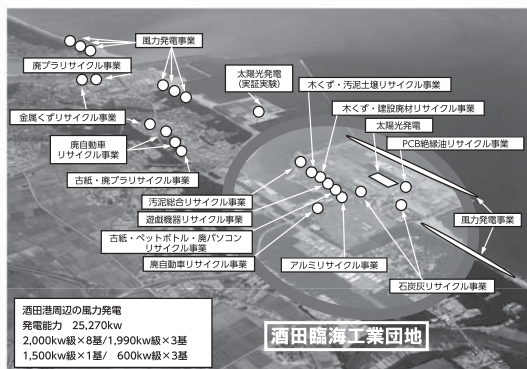 風力発電事業
廃プラリサイクル事業
太陽光発電
(実証実験)
木くず・汚泥土壌リサイクル事業
木くず・建設廃材リサイクル事業
金属くずリサイクル事業
太陽光発電
PCB絶縁油リサイクル事業
廃自動車
リサイクル事業
古紙・廃プラリサイクル事業
汚泥総合リサイクル事業
遊戯機器リサイクル事業
風力発電事業
古紙・ペットボトル・廃パソコン
リサイクル事業
廃自動車リサイクル事業
アルミリサイクル事業
石炭灰リサイクル事業
酒田港周辺の風力発電
発電能力 25,270kw
2,000kw級×8基/1,990kw級×3基
1,500kw級×1基/ 600kw級×3基
酒田臨海工業団地